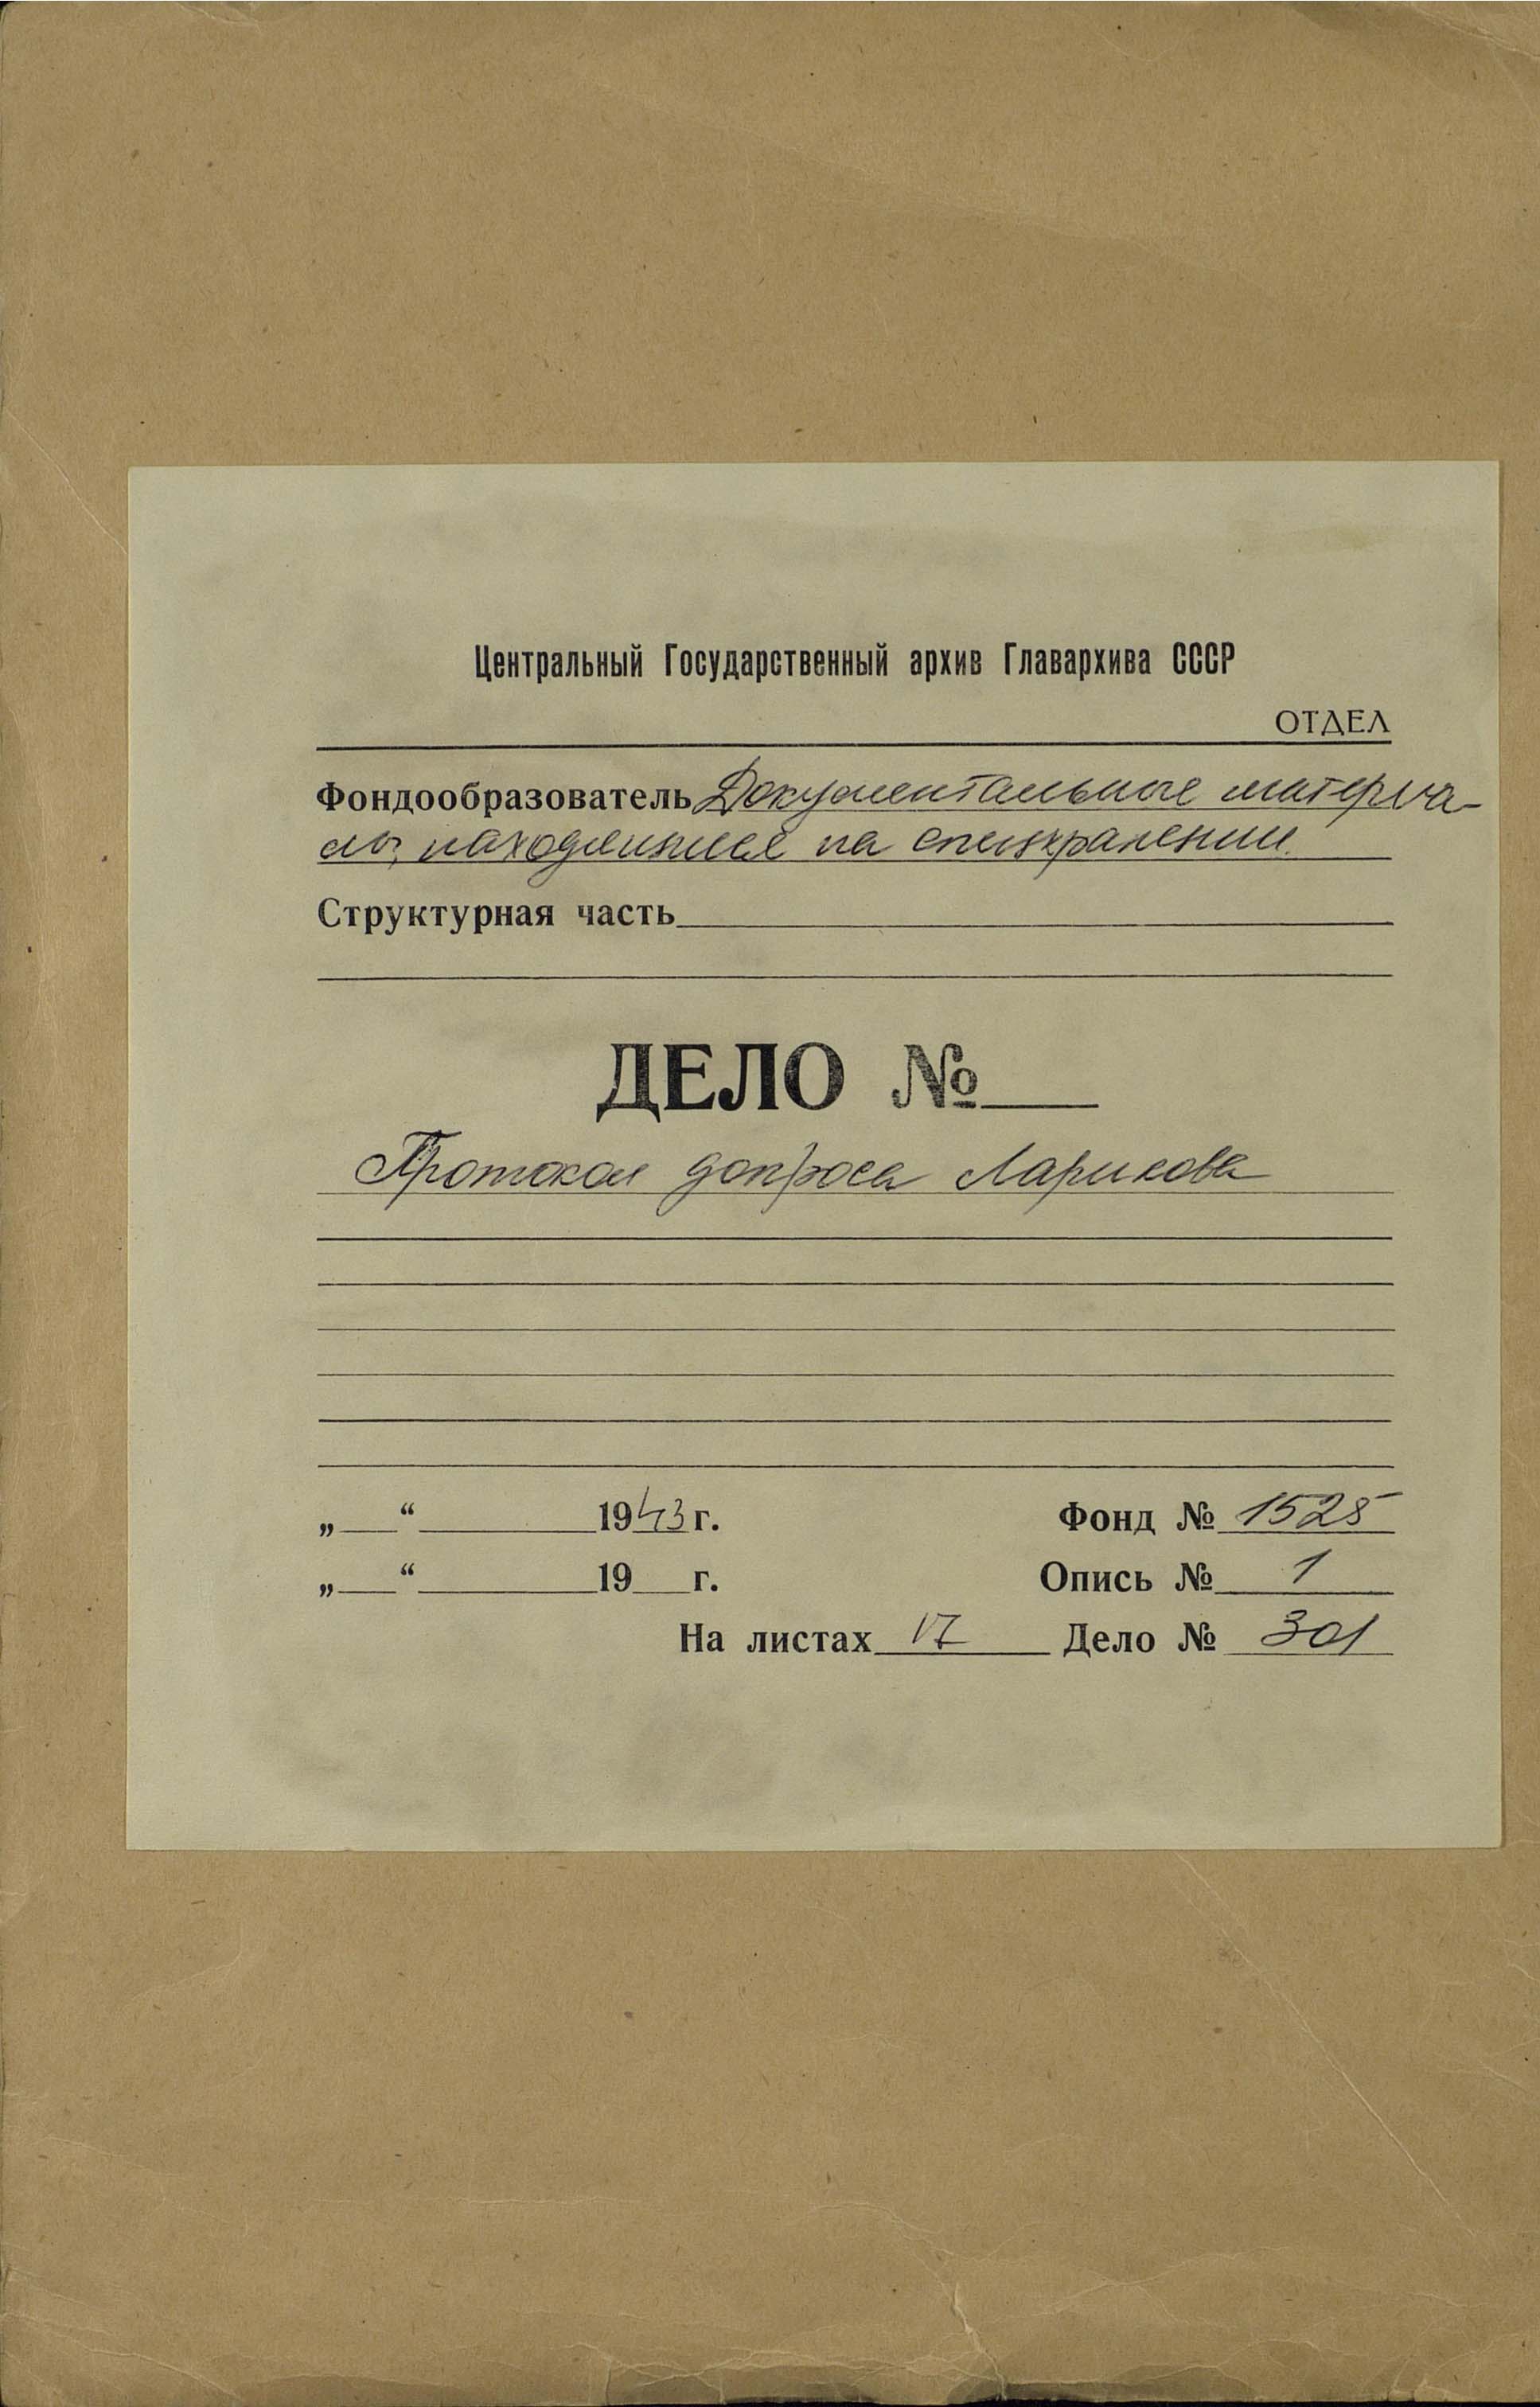 Центральный Государственный архив Главархива СССР
ОТДЕЛ
Фондообразователь Документальные материа-
лы, находящиеся на спецхранении.
Структурная часть
ДЕЛО №
Протокол допроса Ларикова
„ “ 1943 г. Фонд № 1525
„ “ 19 г. Опись № 1
На листах 17 Дело № 301